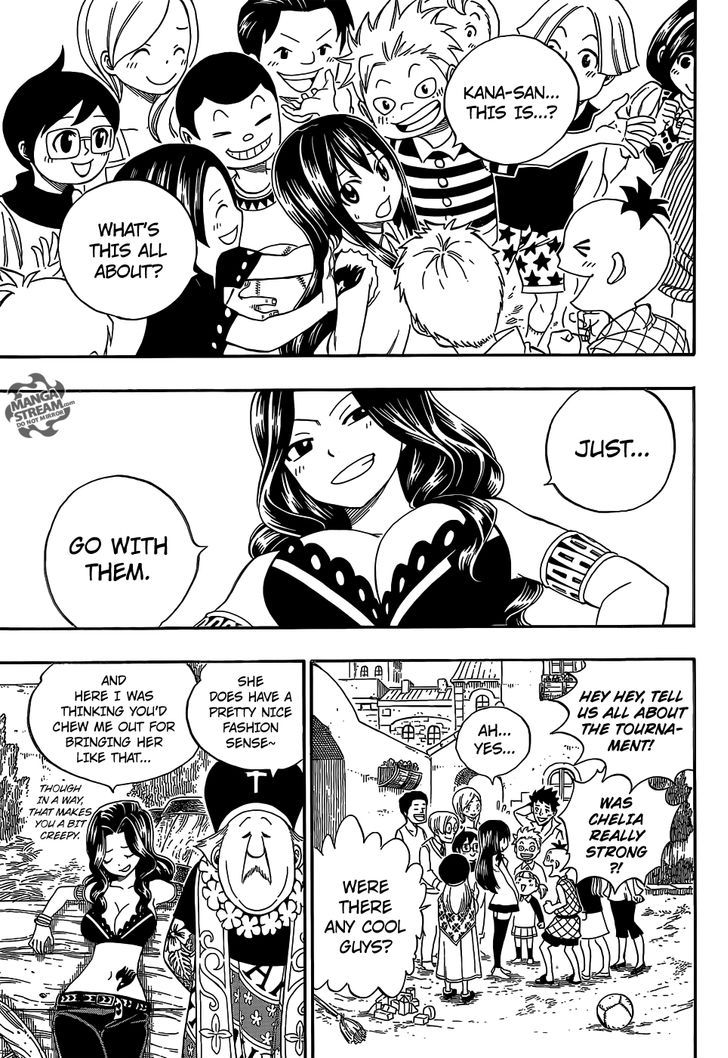 KANA-SAN...
THIS IS...?
WHAT'S
THIS ALL
ABOUT?
MANGA
STREAM.com
DO NOT MIRROR
JUST...
GO WITH
THEM.
HEY HEY, TELL
US ALL ABOUT
THE TOURNA-
MENT!
AH...
YES...
WAS
CHELIA
REALLY
STRONG
?!
WERE
THERE
ANY COOL
GUYS?
SHE
DOES HAVE A
PRETTY NICE
FASHION
SENSE~
AND
HERE I WAS
THINKING YOU'D
CHEW ME OUT FOR
BRINGING HER
LIKE THAT...
THOUGH
IN A WAY,
THAT MAKES
YOU A BIT
CREEPY.